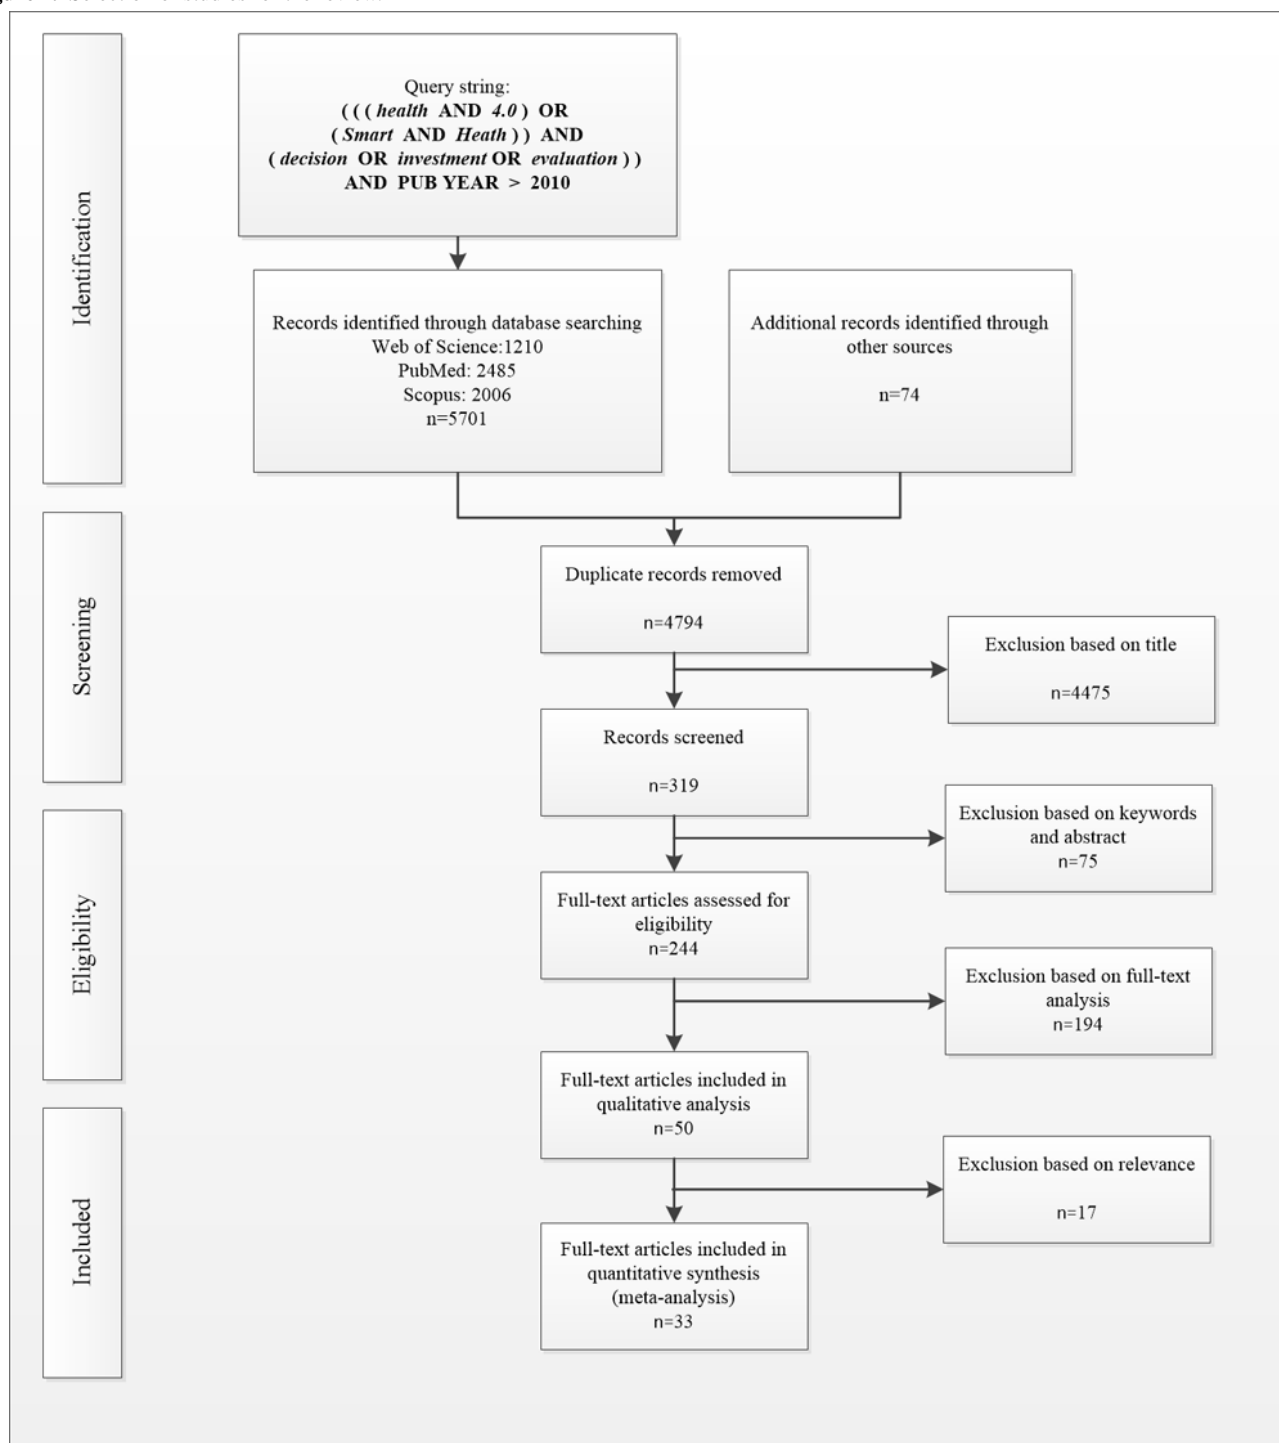 Identification
Query string:
( ( ( health AND 4.0 ) OR
( Smart AND Heath ) ) AND
( decision OR investment OR evaluation ) )
AND PUB YEAR > 2010
Records identified through database searching
Web of Science:1210
PubMed: 2485
Scopus: 2006
n=5701
Additional records identified through
other sources
n=74
Screening
Duplicate records removed
n=4794
Exclusion based on title
n=4475
Records screened
n=319
Eligibility
Exclusion based on keywords
and abstract
n=75
Full-text articles assessed for
eligibility
n=244
Exclusion based on full-text
analysis
n=194
Full-text articles included in
qualitative analysis
n=50
Included
Exclusion based on relevance
n=17
Full-text articles included in
quantitative synthesis
(meta-analysis)
n=33